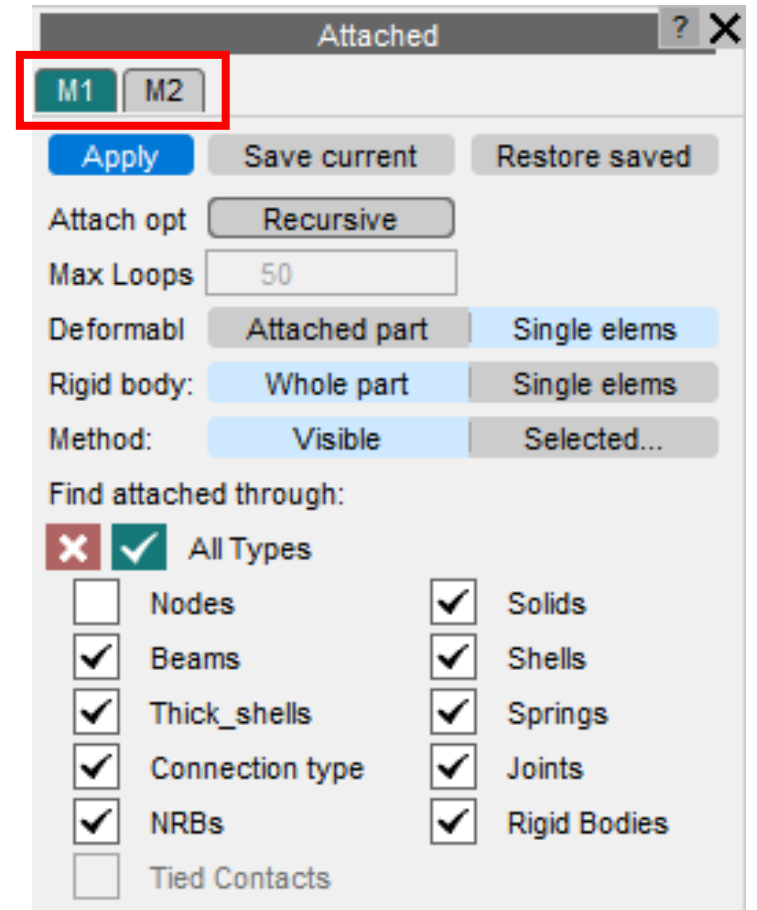 Attached ?
M1 M2
Apply Save current Restore saved
Attach opt Recursive
Max Loops 50
Deformabl Attached part Single elems
Rigid body: Whole part Single elems
Method: Visible Selected...
Find attached through:
All Types
Nodes Solids
Beams Shells
Thick_shells Springs
Connection type Joints
NRBs Rigid Bodies
Tied Contacts